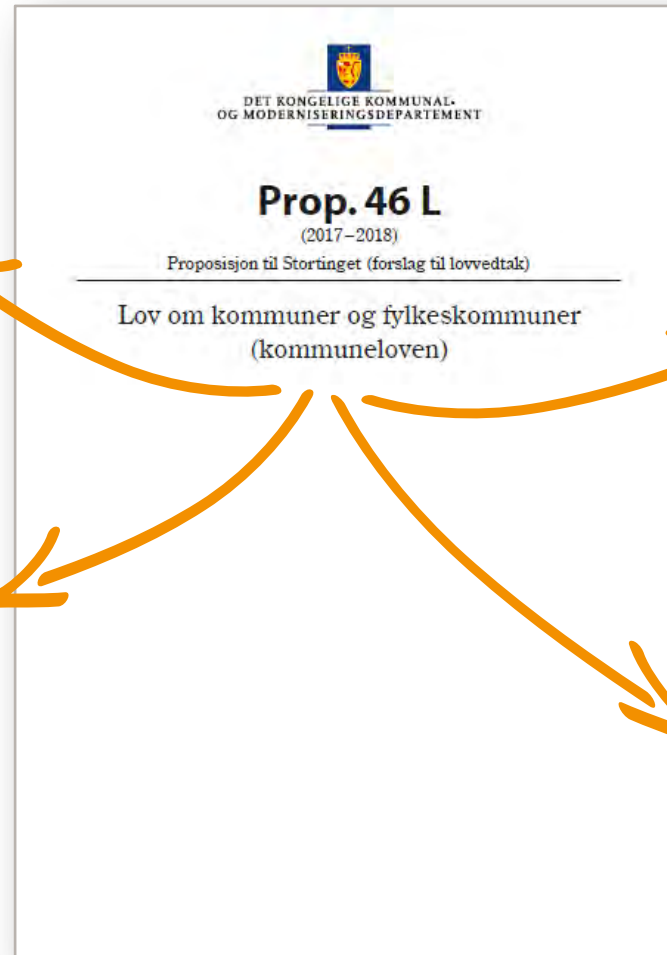 DET KONGELIGE KOMMUNAL-
OG MODERNISERINGSDEPARTEMENT
Prop. 46 L
(2017–2018)
Proposisjon til Stortinget (forslag til lovvedtak)
Lov om kommuner og fylkeskommuner
(kommuneloven)